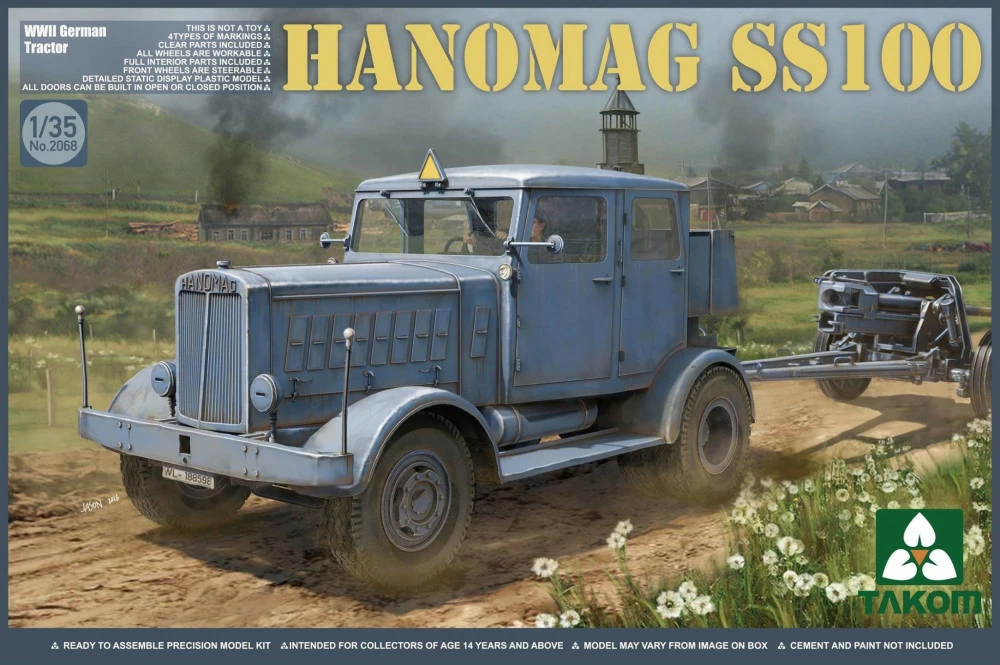 WWII German
Tractor
THIS IS NOT A TOY
4TYPES OF MARKINGS
CLEAR PARTS INCLUDED
ALL WHEELS ARE WORKABLE
FULL INTERIOR PARTS INCLUDED
FRONT WHEELS ARE STEERABLE
DETAILED STATIC DISPLAY PLASTIC MODEL
ALL DOORS CAN BE BUILT IN OPEN OR CLOSED POSITION
HANOMAG SS100
1/35
No.2068
HANOMAG
WL-188598
JASON 2016
TAKOM
READY TO ASSEMBLE PRECISION MODEL KIT INTENDED FOR COLLECTORS OF AGE 14 YEARS AND ABOVE MODEL MAY VARY FROM IMAGE ON BOX CEMENT AND PAINT NOT INCLUDED